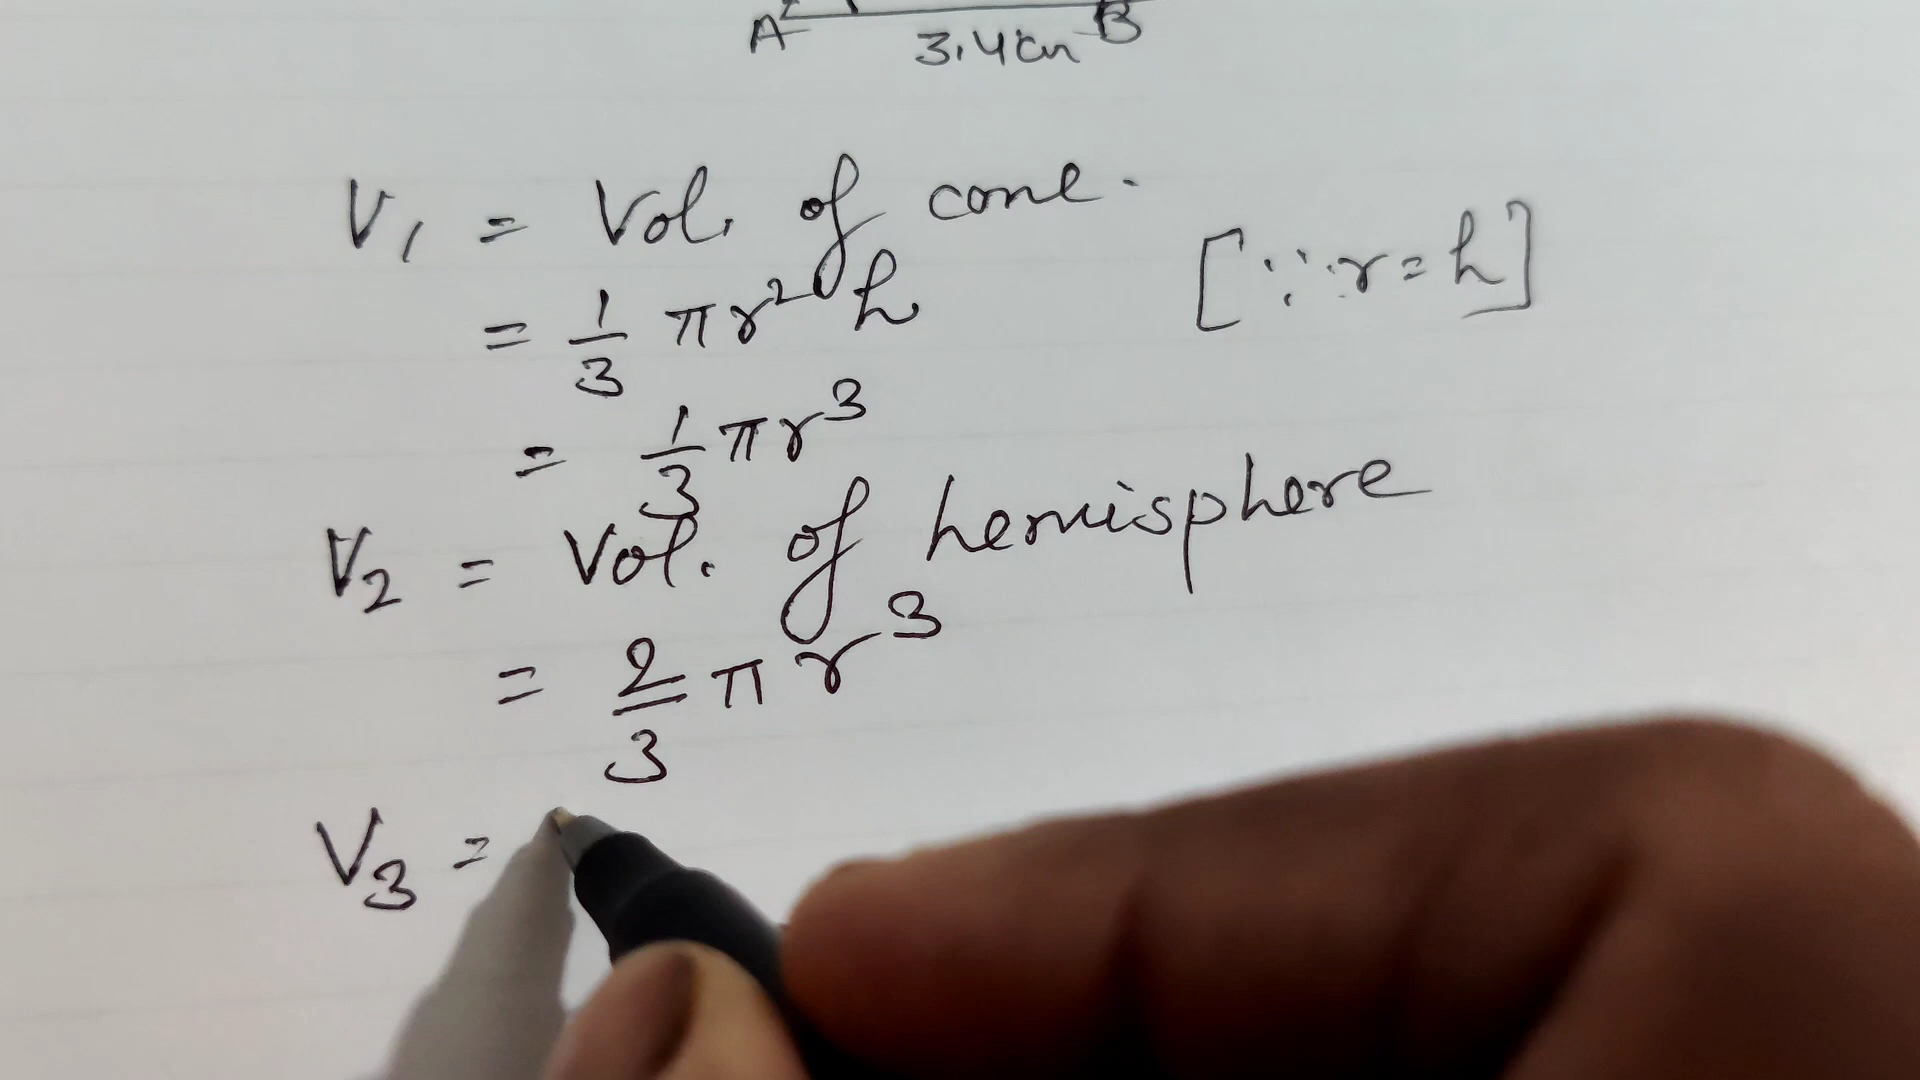 A B
3.4cm
V₁ = Vol. of cone.
= 1/3 πr²h [∵ r = h]
= 1/3 πr³
V₂ = Vol. of hemisphere
= 2/3 πr³
V₃ =